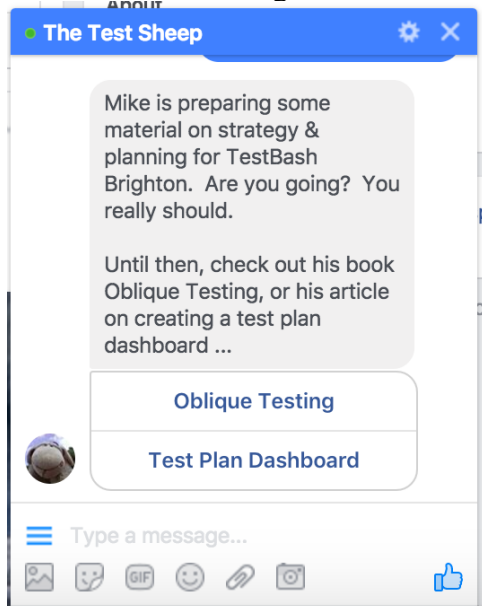 About
The Test Sheep
Mike is preparing some
material on strategy &
planning for TestBash
Brighton.  Are you going?  You
really should.
Until then, check out his book
Oblique Testing, or his article
on creating a test plan
dashboard ...
Oblique Testing
Test Plan Dashboard
Type a message...
GIF